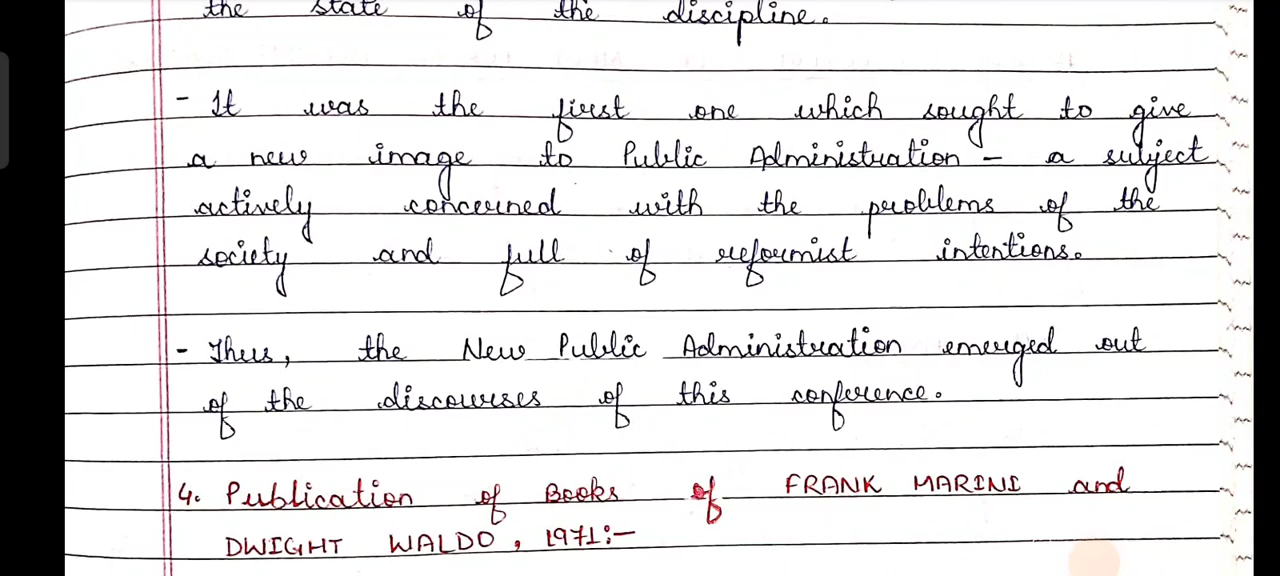 the state of the discipline.
- It was the first one which sought to give
a new image to Public Administration - a subject
actively concerned with the problems of the
society and full of reformist intentions.
- Thus, the New Public Administration emerged out
of the discourses of this conference.
4. Publication of Books of FRANK MARINI and
DWIGHT WALDO, 1971:-